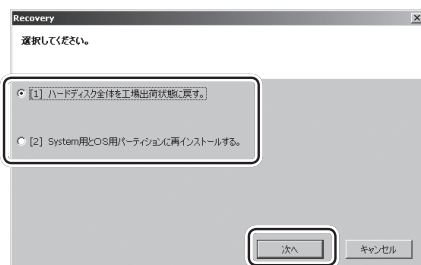 Recovery
選択してください。
[1] ハードディスク全体を工場出荷状態に戻す。
[2] System用とOS用パーティションに再インストールする。
次へ
キャンセル